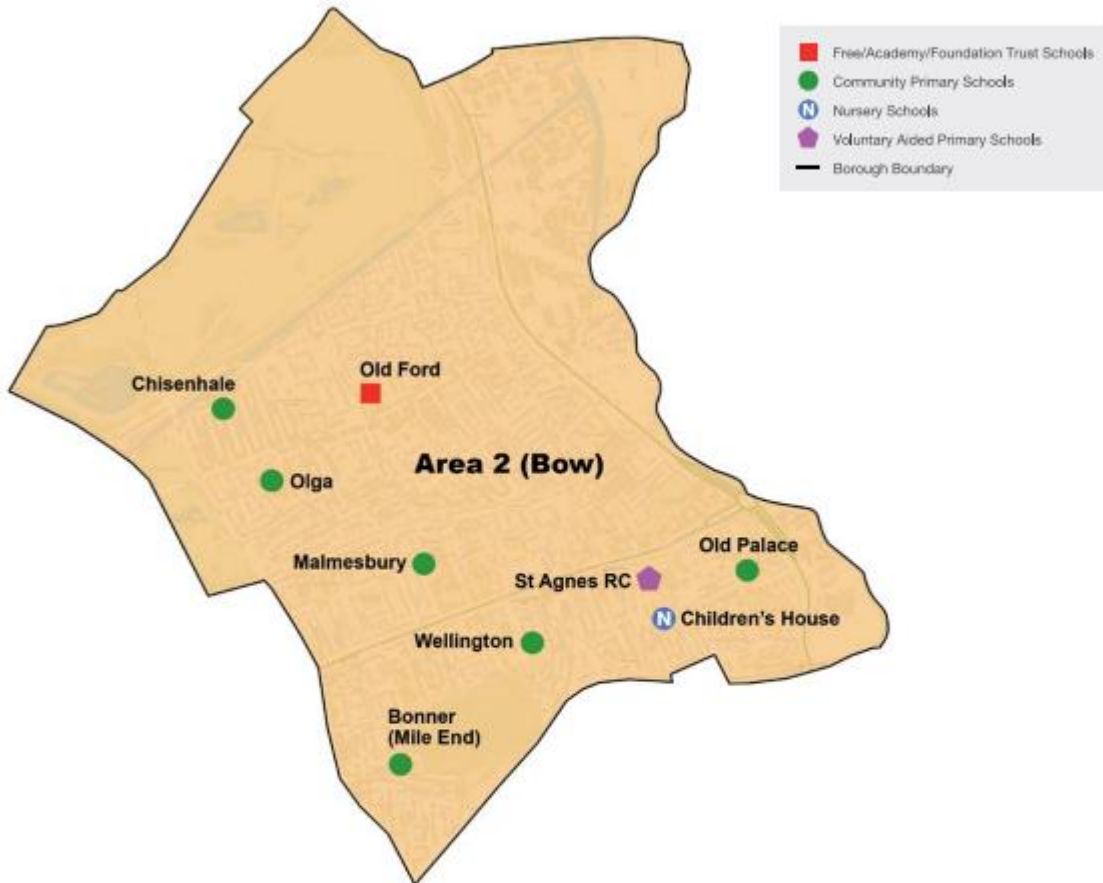 Free/Academy/Foundation Trust Schools
Community Primary Schools
N
Nursery Schools
Voluntary Aided Primary Schools
Borough Boundary
Old Ford
Chisenhale
Area 2 (Bow)
Olga
Old Palace
Malmesbury
St Agnes RC
N
Children's House
Wellington
Bonner
(Mile End)